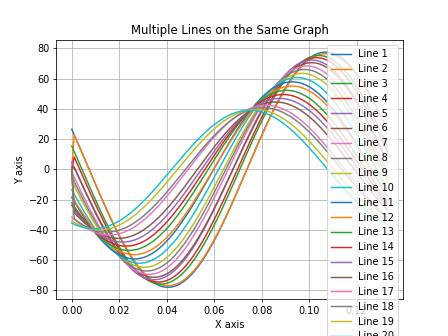 Multiple Lines on the Same Graph
80
60
40
20
0
−20
−40
−60
−80
Y axis
0.00
0.02
0.04
0.06
0.08
0.10
X axis
Line 1
Line 2
Line 3
Line 4
Line 5
Line 6
Line 7
Line 8
Line 9
Line 10
Line 11
Line 12
Line 13
Line 14
Line 15
Line 16
Line 17
Line 18
Line 19
Line 20